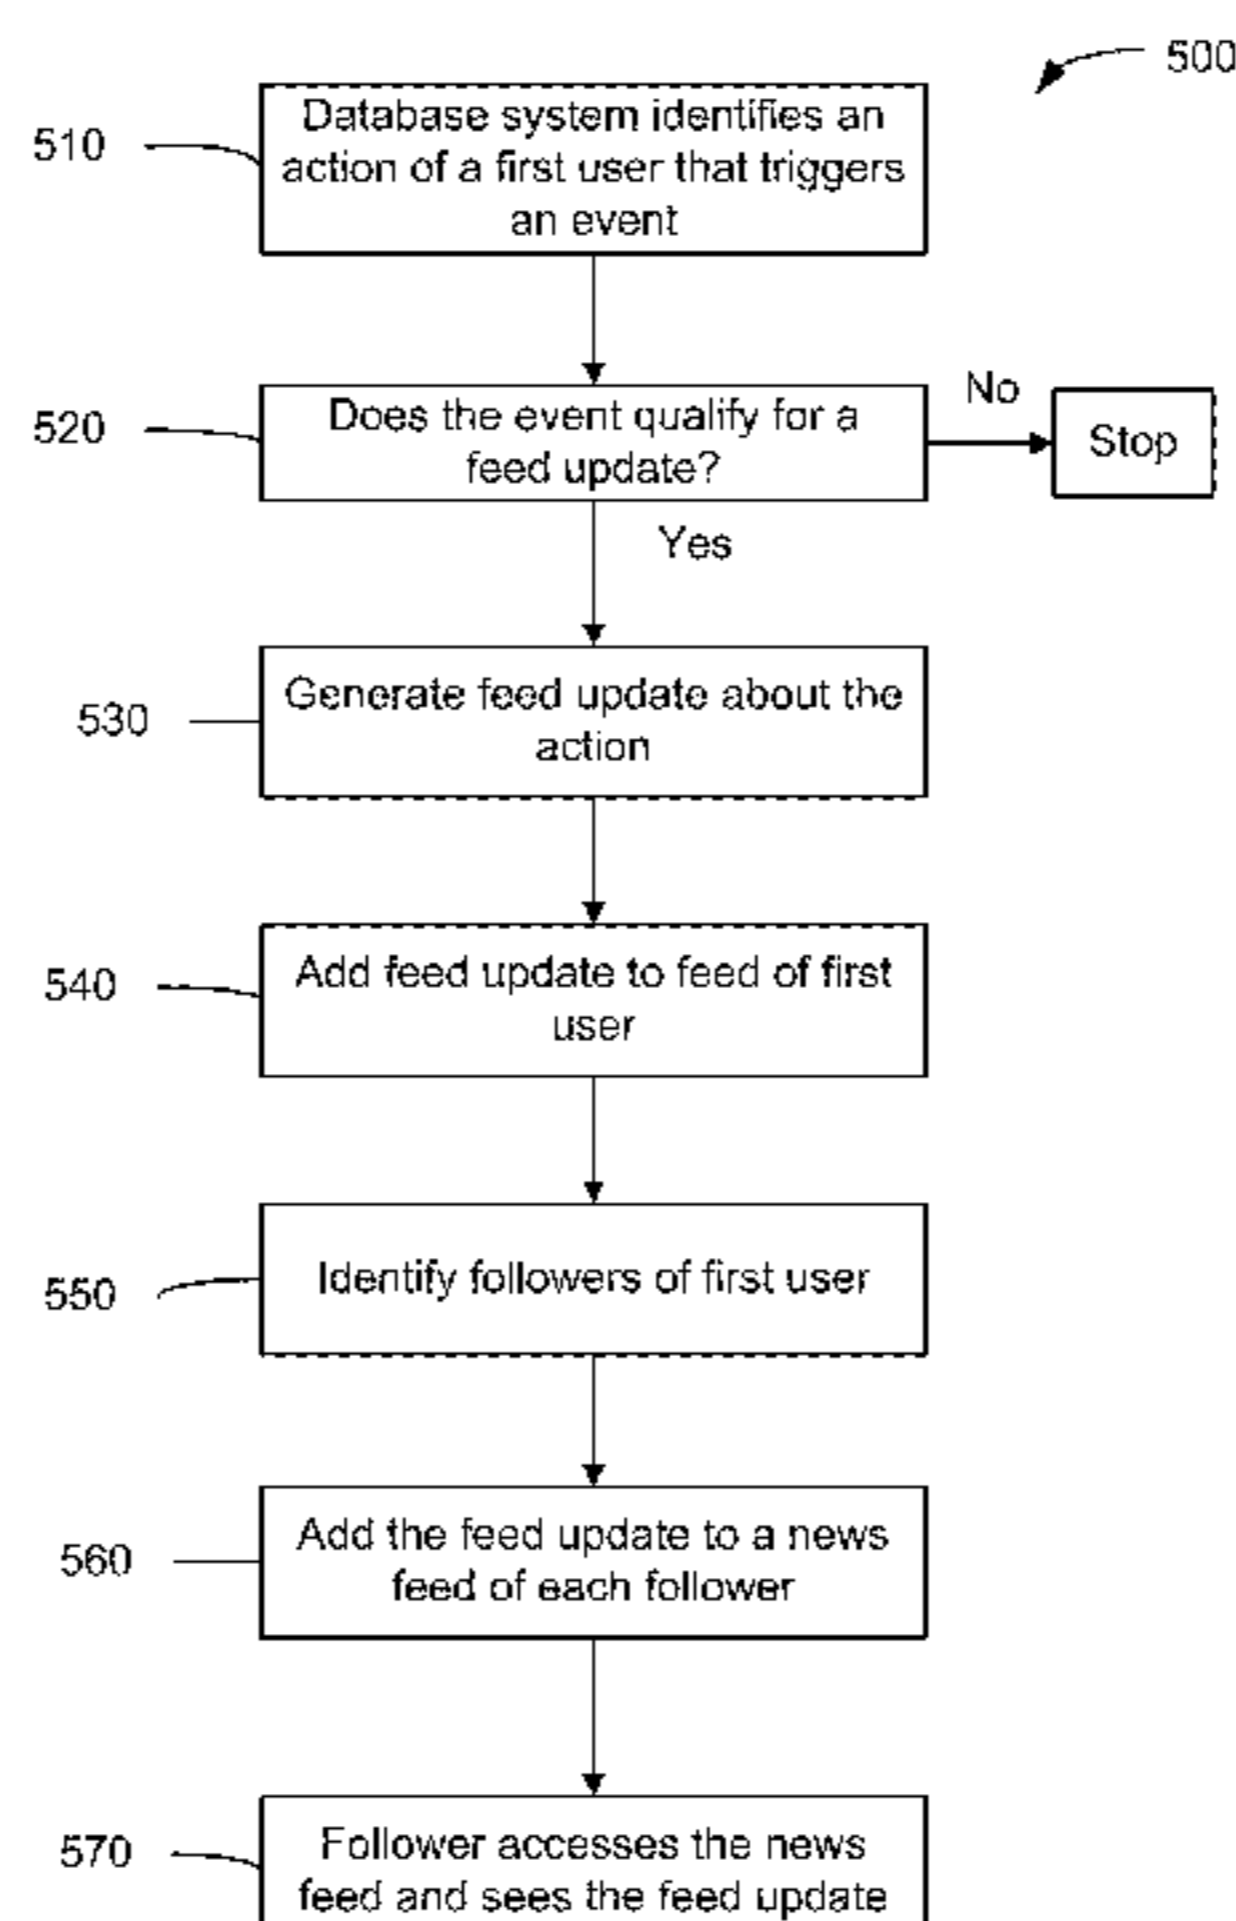 500
510
Database system identifies an
action of a first user that triggers
an event
520
Does the event qualify for a
feed update?
No
Stop
Yes
530
Generate feed update about the
action
540
Add feed update to feed of first
user
550
Identify followers of first user
560
Add the feed update to a news
feed of each follower
570
Follower accesses the news
feed and sees the feed update